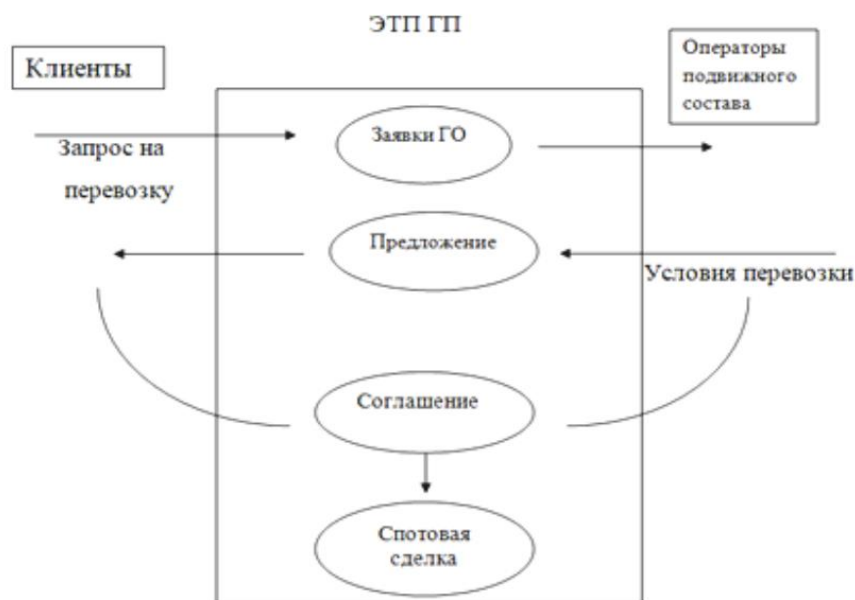 ЭТП ГП
Клиенты
Операторы
подвижного
состава
Заявки ГО
Запрос на
перевозку
Предложение
Условия перевозки
Соглашение
Спотовая
сделка